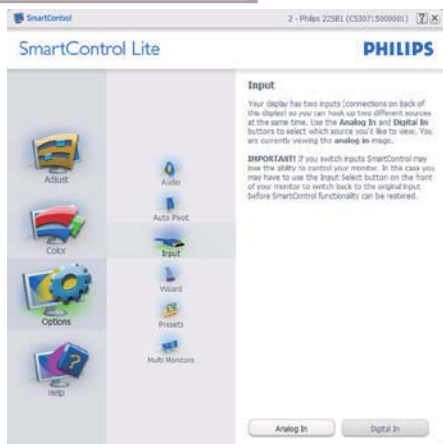 SmartControl
2 - Philips 225B1 (CS307:5000001)
SmartControl Lite
PHILIPS
Adjust
Color
Options
Help
Audio
Auto Pivot
Input
Wizard
Presets
Multi Monitors
Input
Your display has two inputs (connections on back of
the display) so you can hook up two different sources
at the same time. Use the Analog In and Digital In
buttons to select which source you'd like to view. You
are currently viewing the analog in image.
IMPORTANT! If you switch inputs SmartControl may
lose the ability to control your monitor. In the case you
may have to use the Input Select button on the front
of your monitor to switch back to the original input
before SmartControl functionality can be restored.
Analog In
Digital In